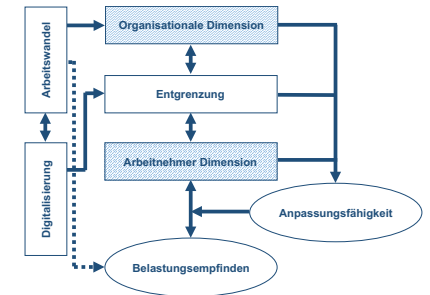 Organisationale Dimension
Arbeitswandel
Entgrenzung
Arbeitnehmer Dimension
Digitalisierung
Anpassungsfähigkeit
Belastungsempfinden